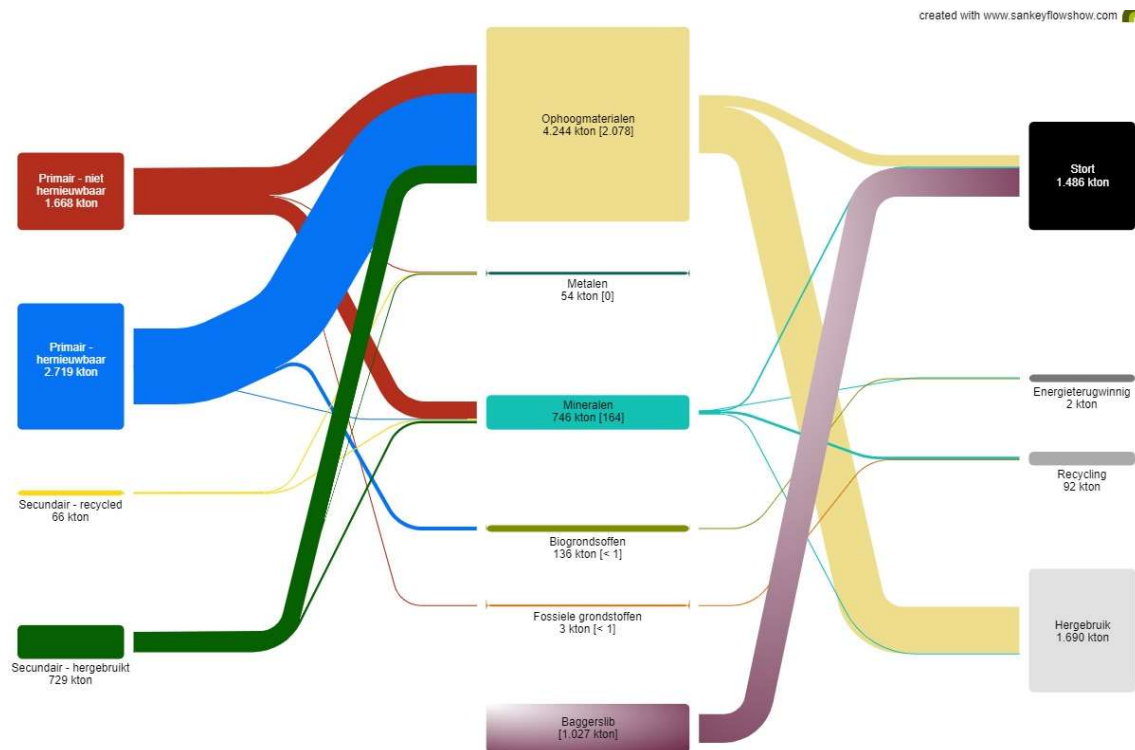 created with www.sankeyflowshow.com
Primair - niet
hernieuwbaar
1.668 kton
Primair -
hernieuwbaar
2.719 kton
Secundair - recycled
66 kton
Secundair - hergebruikt
729 kton
Ophoogmaterialen
4.244 kton [2.078]
Metalen
54 kton [0]
Mineralen
746 kton [164]
Biogrondsoffen
136 kton [< 1]
Fossiele grondstoffen
3 kton [< 1]
Baggerslib
[1.027 kton]
Stort
1.486 kton
Energieterugwinnig
2 kton
Recycling
92 kton
Hergebruik
1.690 kton